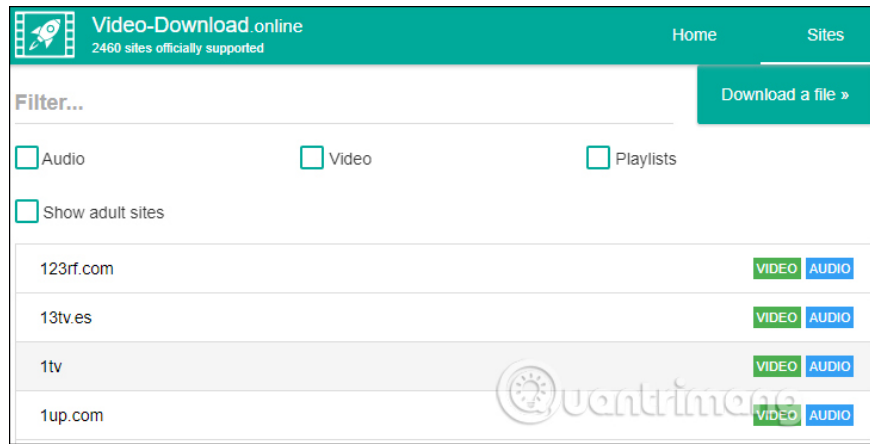 Video-Download.online
2460 sites officially supported
Home
Sites
Filter...
Download a file »
Audio
Video
Playlists
Show adult sites
123rf.com
VIDEO AUDIO
13tv.es
VIDEO AUDIO
1tv
VIDEO AUDIO
1up.com
VIDEO AUDIO
Quantrimang